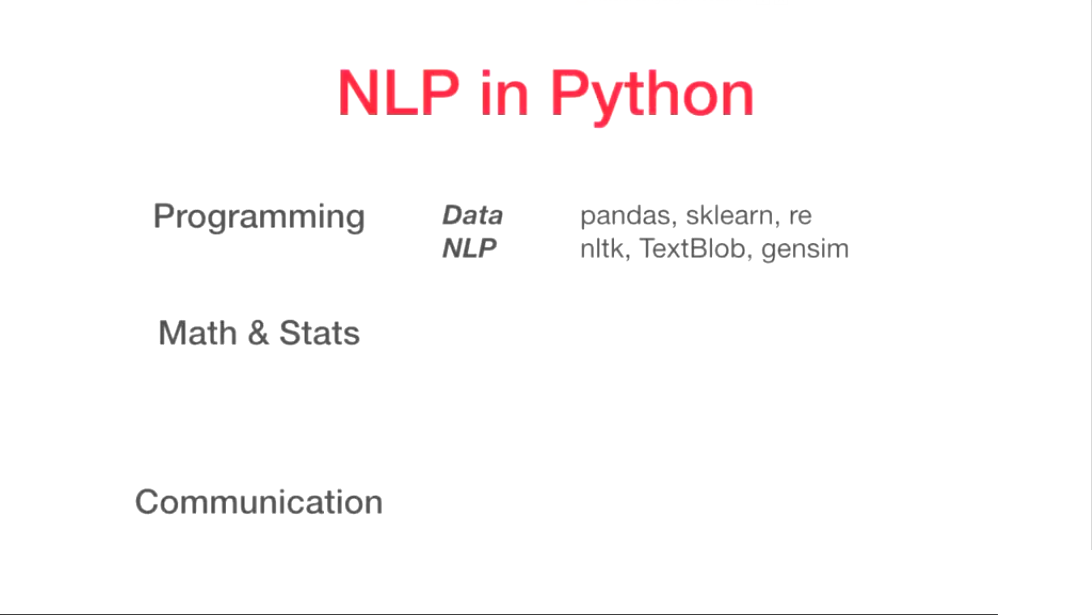 NLP in Python
Programming Data pandas, sklearn, re
NLP nltk, TextBlob, gensim
Math & Stats
Communication